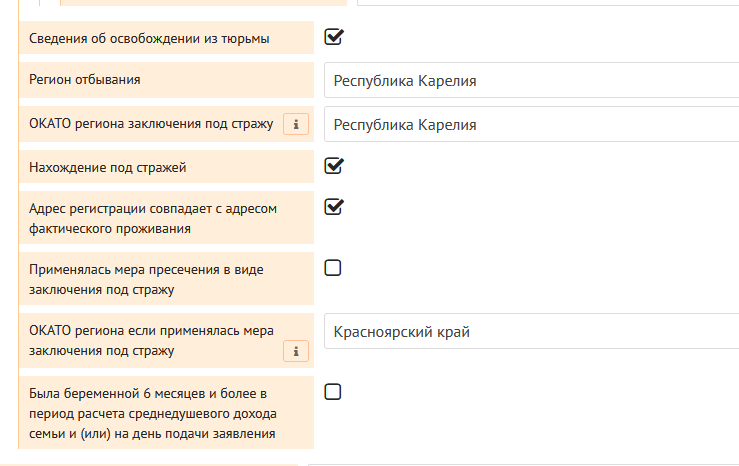 Сведения об освобождении из тюрьмы
Регион отбывания
Республика Карелия
ОКАТО региона заключения под стражу
i
Республика Карелия
Нахождение под стражей
Адрес регистрации совпадает с адресом
фактического проживания
Применялась мера пресечения в виде
заключения под стражу
ОКАТО региона если применялась мера
заключения под стражу
i
Красноярский край
Была беременной 6 месяцев и более в
период расчета среднедушевого дохода
семьи и (или) на день подачи заявления